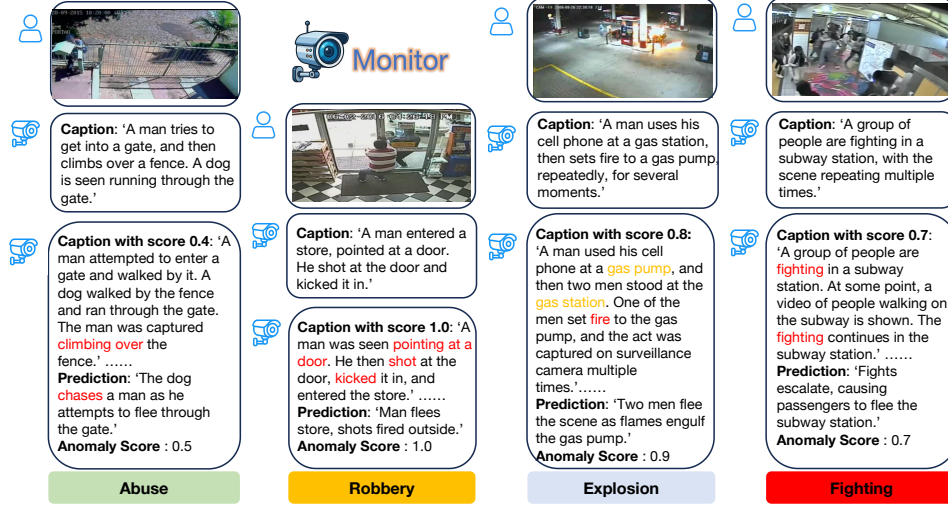 Monitor
Caption: 'A man tries to
get into a gate, and then
climbs over a fence. A dog
is seen running through the
gate.'
Caption with score 0.4: 'A
man attempted to enter a
gate and walked by it. A
dog walked by the fence
and ran through the gate.
The man was captured
climbing over the
fence.' ......
Prediction: 'The dog
chases a man as he
attempts to flee through
the gate.'
Anomaly Score : 0.5
Abuse
Caption: 'A man entered a
store, pointed at a door.
He shot at the door and
kicked it in.'
Caption with score 1.0: 'A
man was seen pointing at a
door. He then shot at the
door, kicked it in, and
entered the store.' ......
Prediction: 'Man flees
store, shots fired outside.'
Anomaly Score : 1.0
Robbery
Caption: 'A man uses his
cell phone at a gas station,
then sets fire to a gas pump,
repeatedly, for several
moments.'
Caption with score 0.8:
'A man used his cell
phone at a gas pump, and
then two men stood at the
gas station. One of the
men set fire to the gas
pump, and the act was
captured on surveillance
camera multiple
times.'......
Prediction: 'Two men flee
the scene as flames engulf
the gas pump.'
Anomaly Score : 0.9
Explosion
Caption: 'A group of
people are fighting in a
subway station, with the
scene repeating multiple
times.'
Caption with score 0.7:
'A group of people are
fighting in a subway
station. At some point, a
video of people walking on
the subway is shown. The
fighting continues in the
subway station.' ......
Prediction: 'Fights
escalate, causing
passengers to flee the
subway station.'
Anomaly Score : 0.7
Fighting